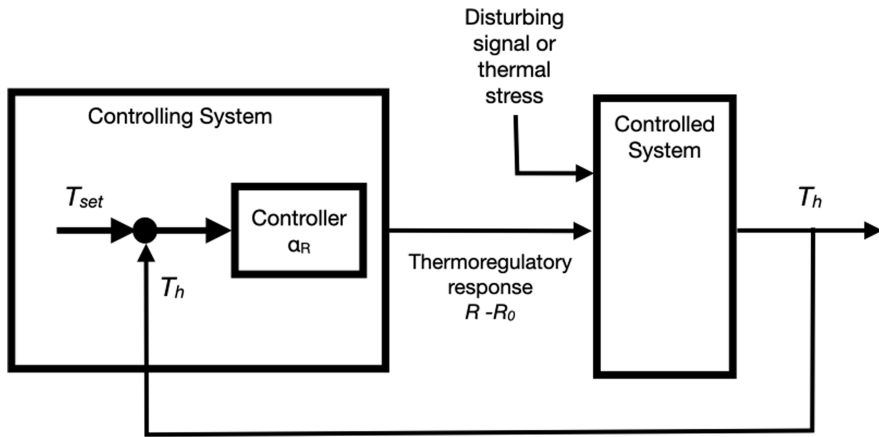 Disturbing
signal or
thermal
stress
Controlling System
Controlled
System
Tset
Th
Controller
αR
Th
Thermoregulatory
response
R -R0